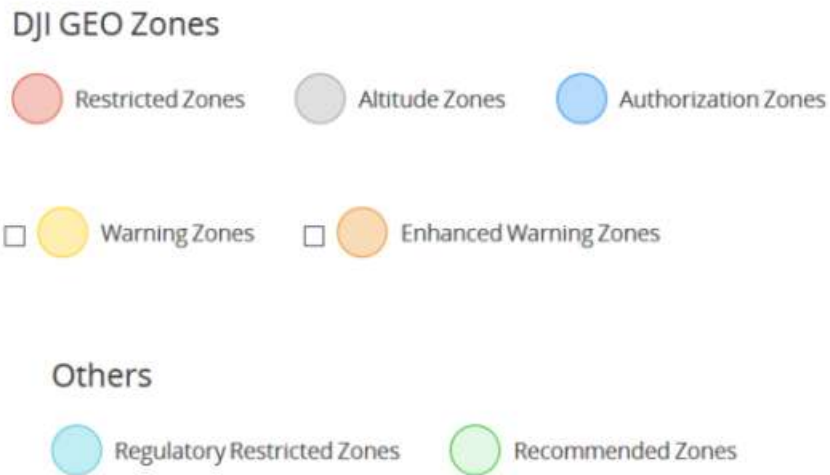 DJI GEO Zones
Restricted Zones Altitude Zones Authorization Zones
Warning Zones Enhanced Warning Zones
Others
Regulatory Restricted Zones Recommended Zones